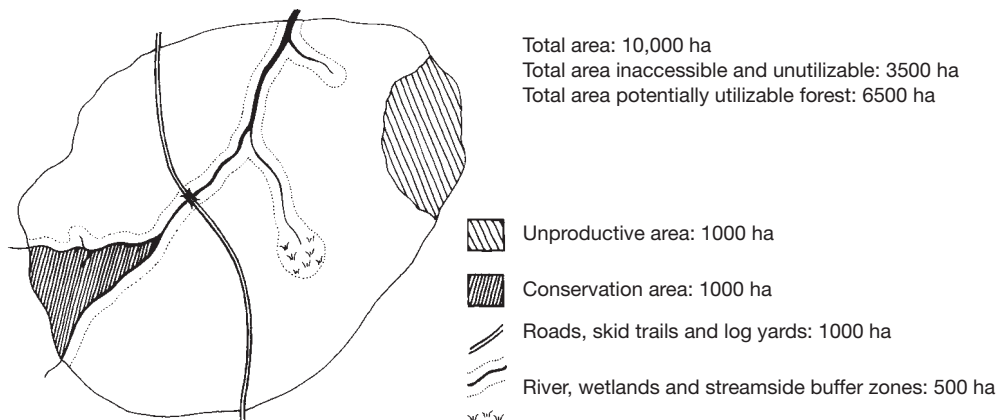 Total area: 10,000 ha
Total area inaccessible and unutilizable: 3500 ha
Total area potentially utilizable forest: 6500 ha
Unproductive area: 1000 ha
Conservation area: 1000 ha
Roads, skid trails and log yards: 1000 ha
River, wetlands and streamside buffer zones: 500 ha